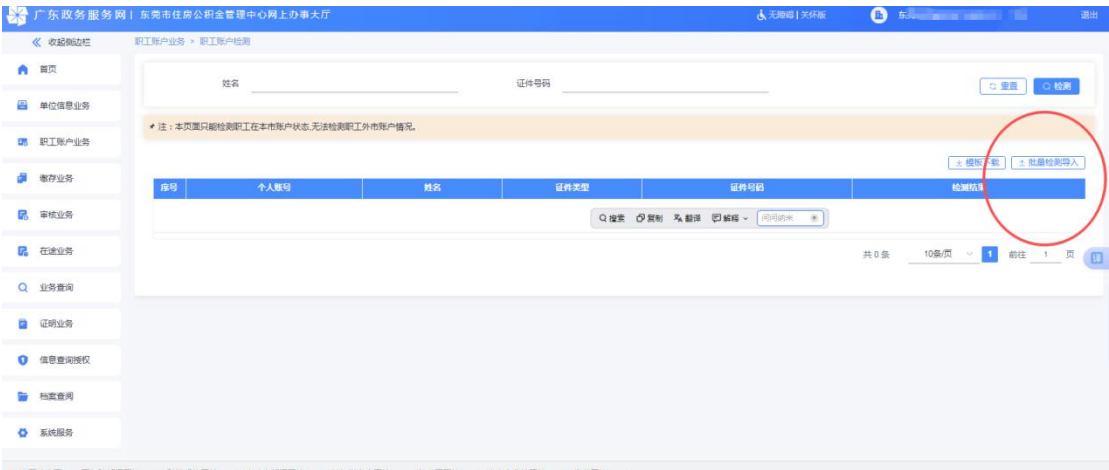 广东政务服务网 | 东莞市住房公积金管理中心网上办事大厅 无障碍 | 关怀版 退出
收起侧边栏 职工账户业务 > 职工账户检测
首页
姓名 证件号码 重置 检测
单位信息业务
注：本页面只能检测职工在本市账户状态,无法检测职工外市账户情况。
职工账户业务
模板下载 批量检测导入
缴存业务
序号 个人账号 姓名 证件类型 证件号码 检测结果
审核业务
搜索 复制 翻译 解释 问问纳米
在途业务
共 0 条 10条/页 1 前往 1 页
业务查询
证明业务
信息查询授权
档案查阅
系统服务